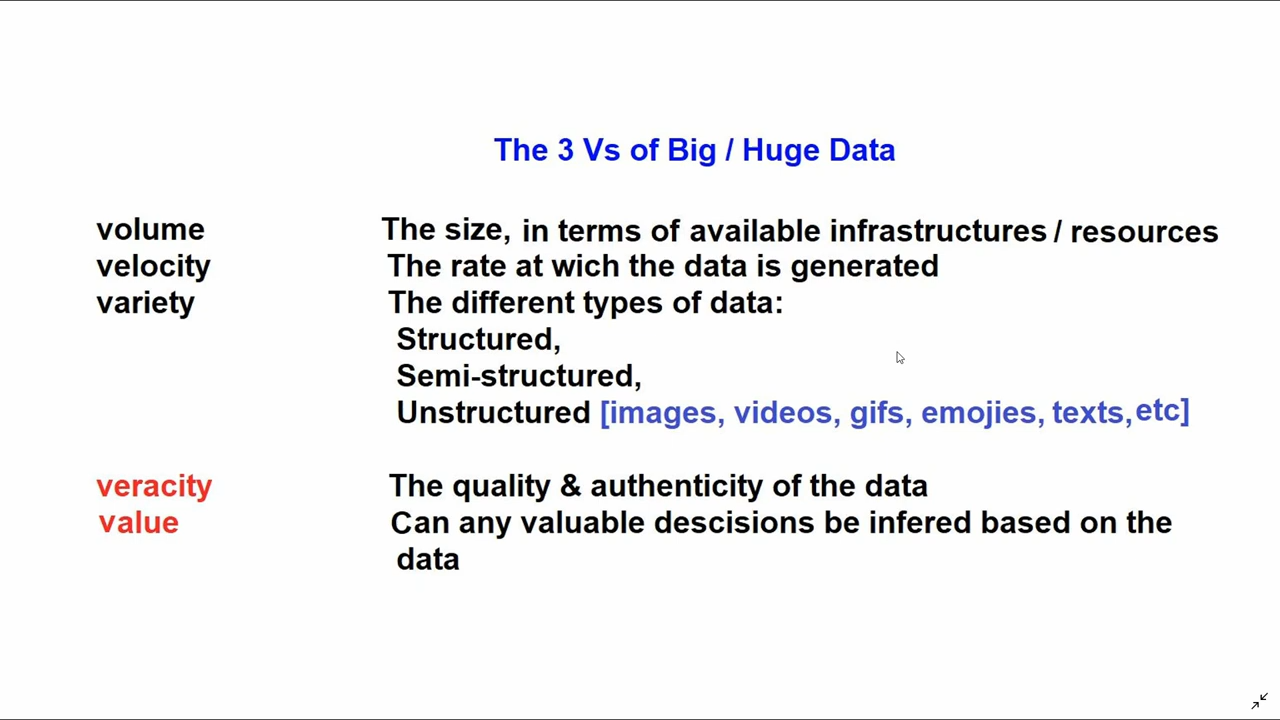 The 3 Vs of Big / Huge Data
volume The size, in terms of available infrastructures / resources
velocity The rate at wich the data is generated
variety The different types of data:
Structured,
Semi-structured,
Unstructured [images, videos, gifs, emojies, texts, etc]
veracity The quality & authenticity of the data
value Can any valuable descisions be infered based on the
data